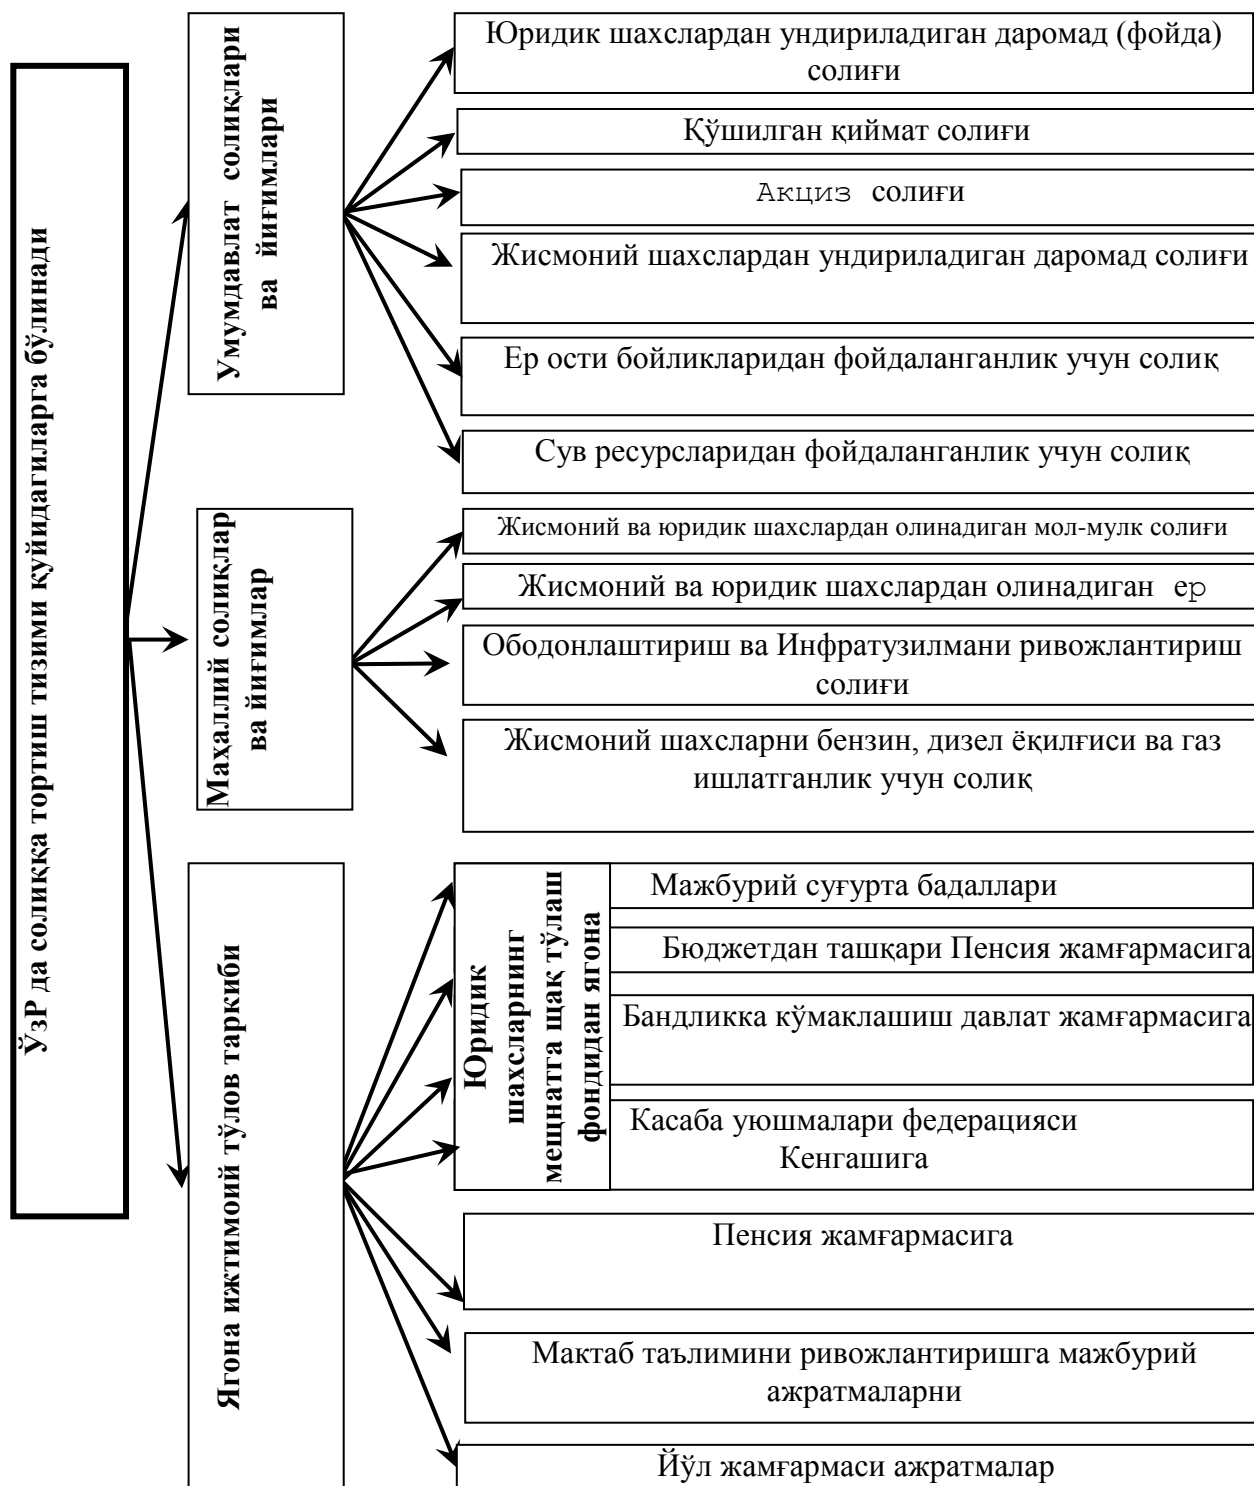 ЎзР да солиққа тортиш тизими қуйидагиларга бўлинади
Умумдавлат солиқлари
ва йиғимлари
Юридик шахслардан ундириладиган даромад (фойда)
солиғи
Қўшилган қиймат солиғи
Акциз солиғи
Жисмоний шахслардан ундириладиган даромад солиғи
Ер ости бойликларидан фойдаланганлик учун солиқ
Сув ресурсларидан фойдаланганлик учун солиқ
Маҳаллий солиқлар
ва йиғимлар
Жисмоний ва юридик шахслардан олинадиган мол-мулк солиғи
Жисмоний ва юридик шахслардан олинадиган ер
Ободонлаштириш ва Инфратузилмани ривожлантириш
солиғи
Жисмоний шахсларни бензин, дизел ёқилғиси ва газ
ишлатганлик учун солиқ
Ягона ижтимоий тўлов таркиби
Юридик
шахсларнинг
мещнатга щақ тўлаш
фондидан ягона
Мажбурий суғурта бадаллари
Бюджетдан ташқари Пенсия жамғармасига
Бандликка кўмаклашиш давлат жамғармасига
Касаба уюшмалари федерацияси
Кенгашига
Пенсия жамғармасига
Мактаб таълимини ривожлантиришга мажбурий
ажратмаларни
Йўл жамғармаси ажратмалар